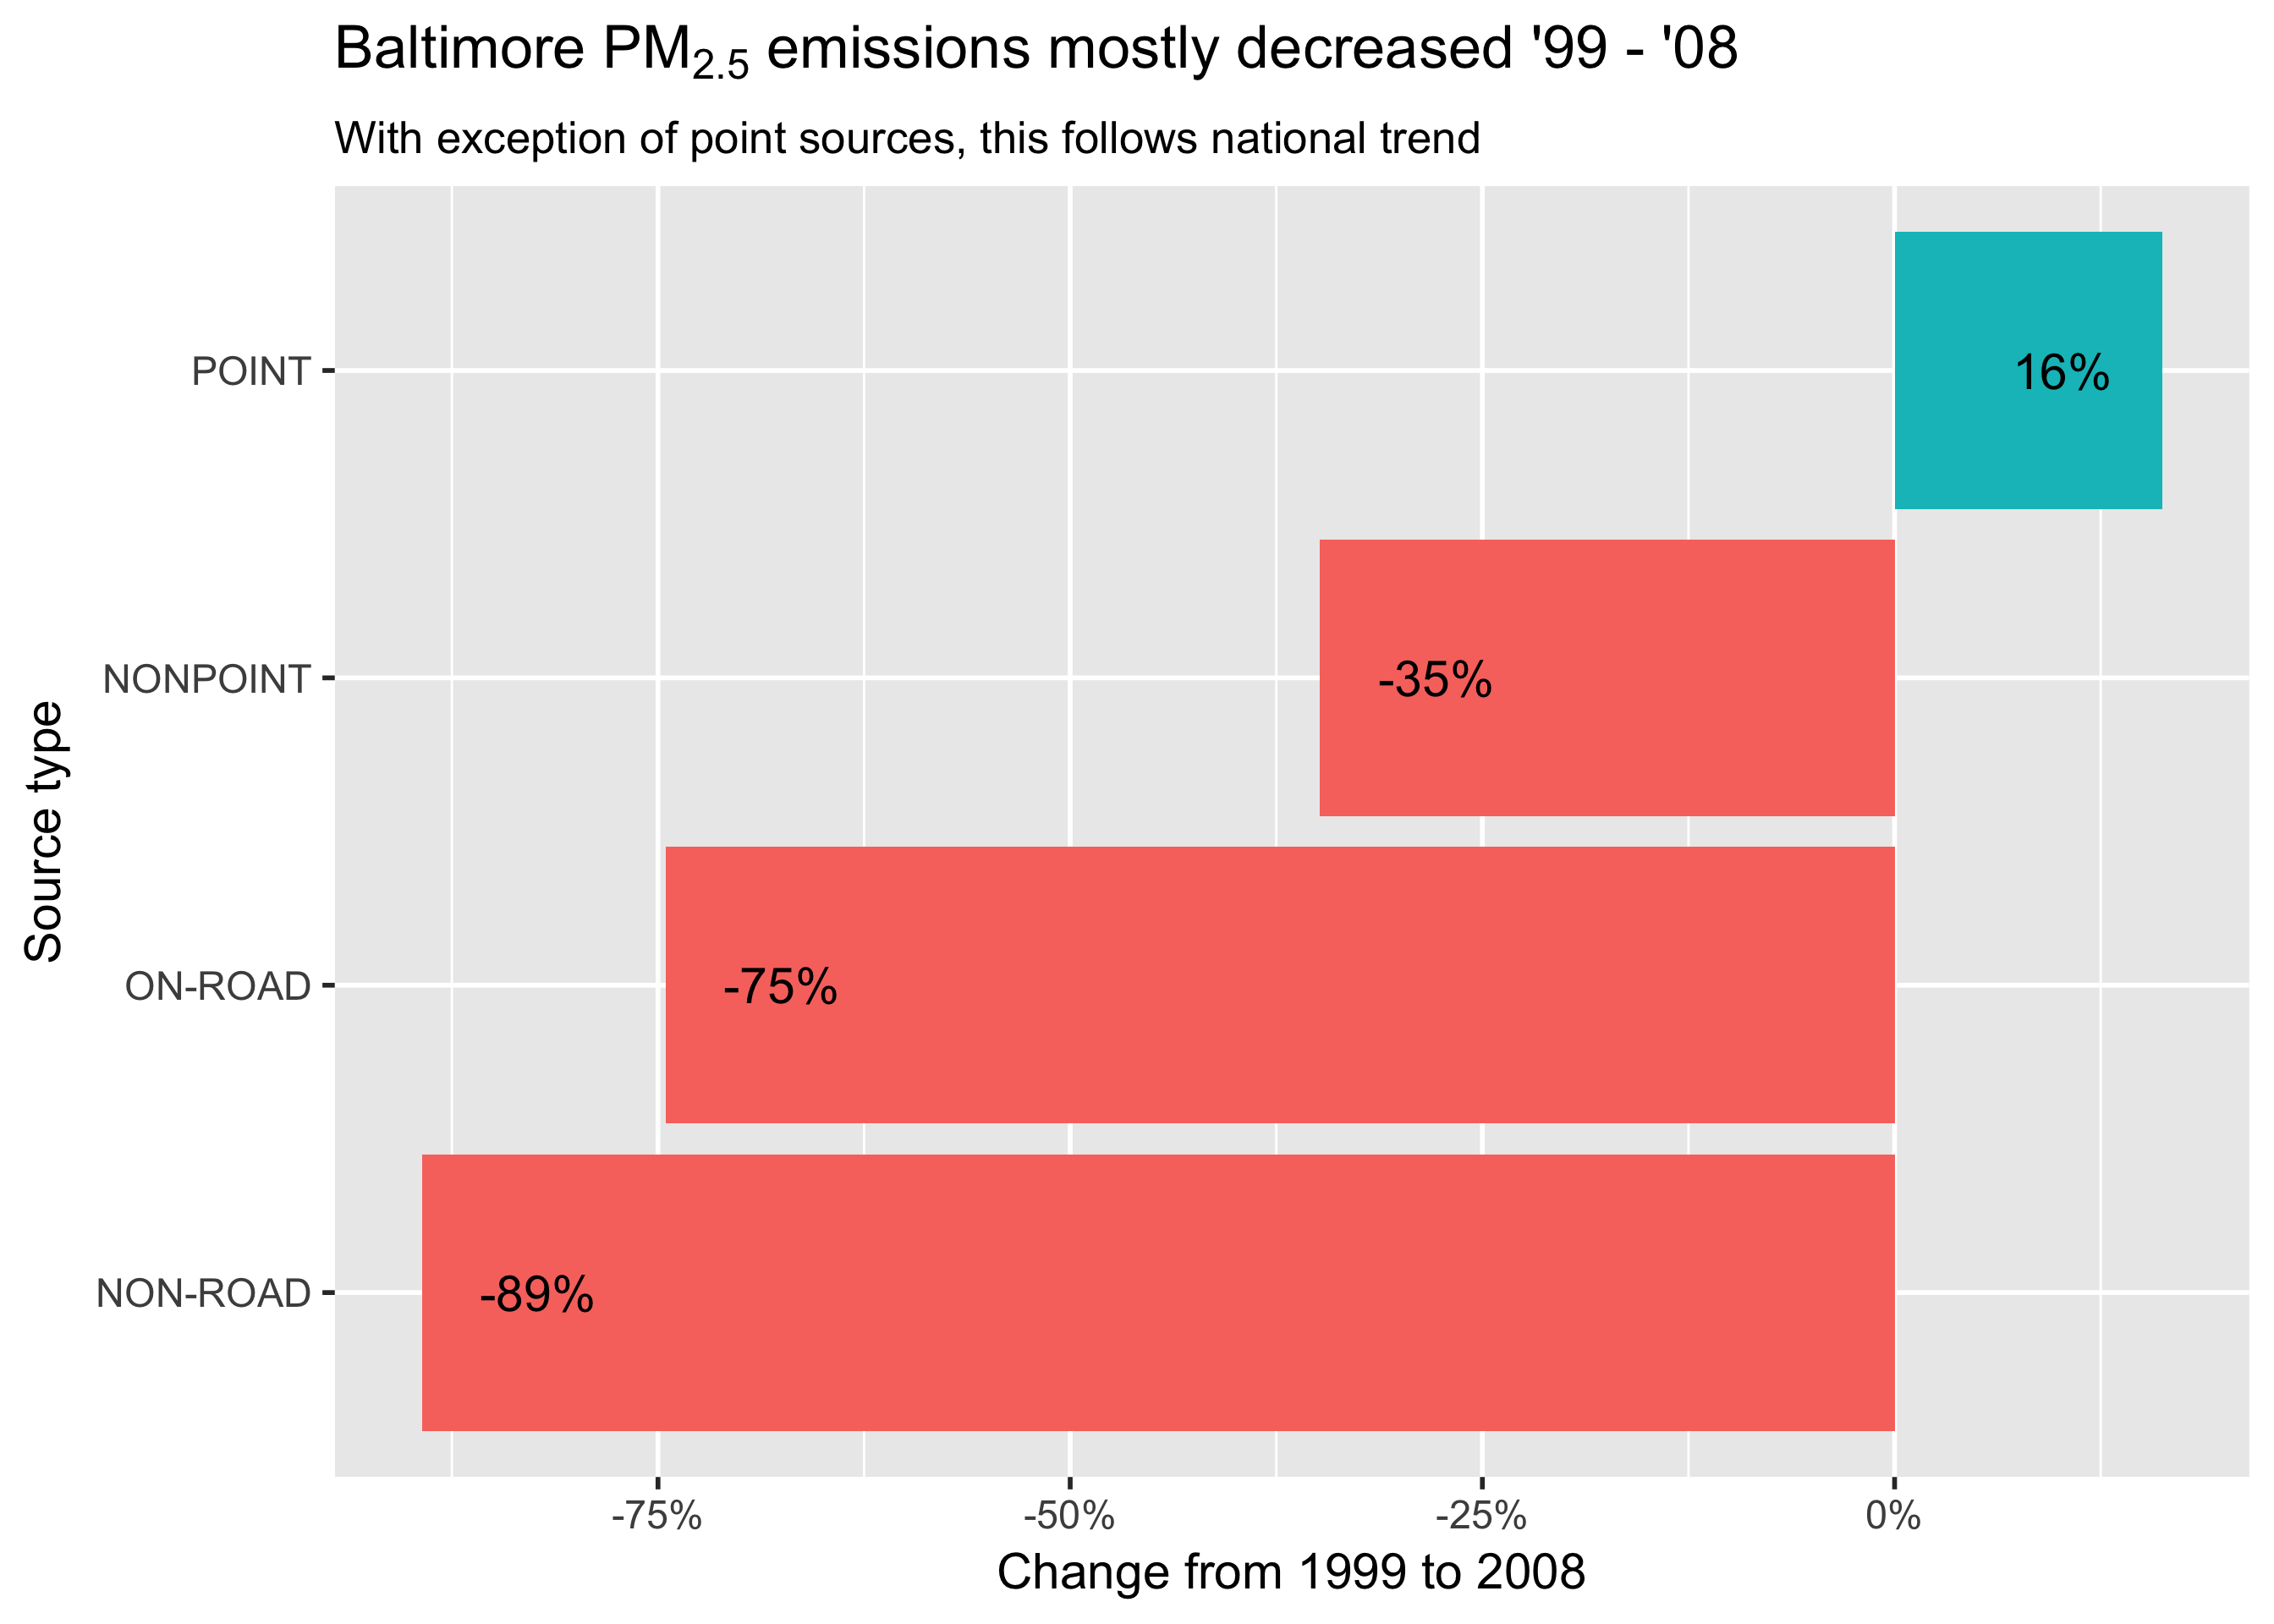 Baltimore PM2.5 emissions mostly decreased '99 - '08
With exception of point sources, this follows national trend
Source type
POINT
16%
NONPOINT
-35%
ON-ROAD
-75%
NON-ROAD
-89%
-75% -50% -25% 0%
Change from 1999 to 2008